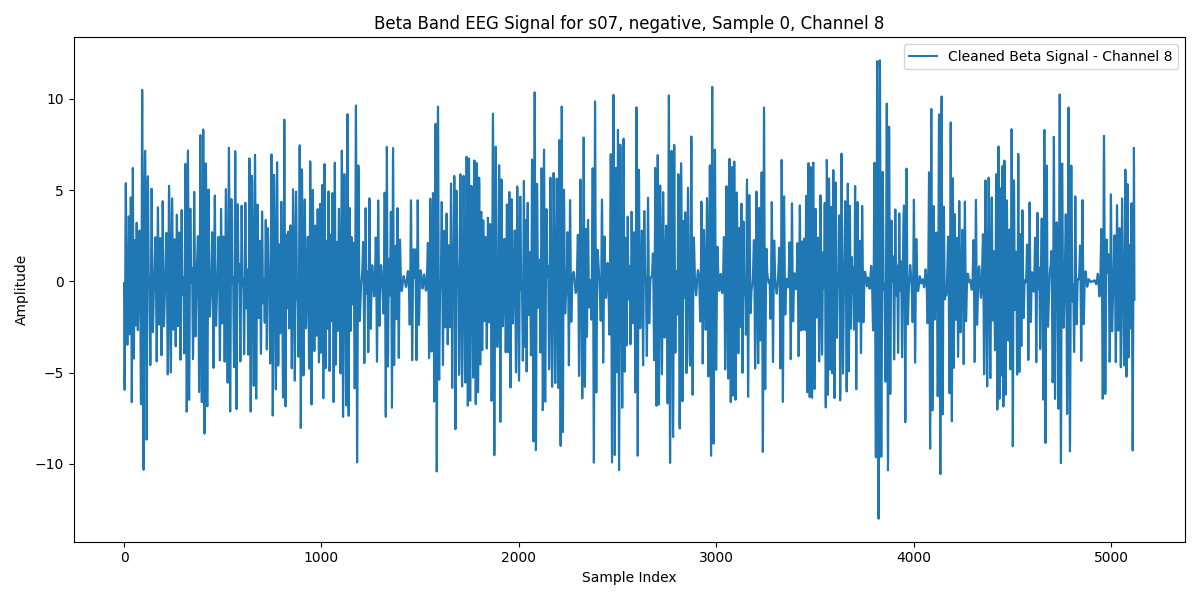 Beta Band EEG Signal for s07, negative, Sample 0, Channel 8
Cleaned Beta Signal - Channel 8
Amplitude
10
5
0
−5
−10
0 1000 2000 3000 4000 5000
Sample Index